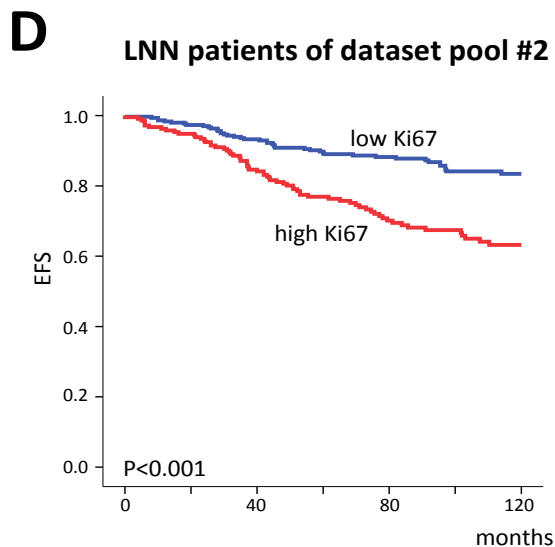 D
LNN patients of dataset pool #2
1.0
low Ki67
0.8
high Ki67
0.6
EFS
0.4
0.2
0.0
P<0.001
0 40 80 120
months